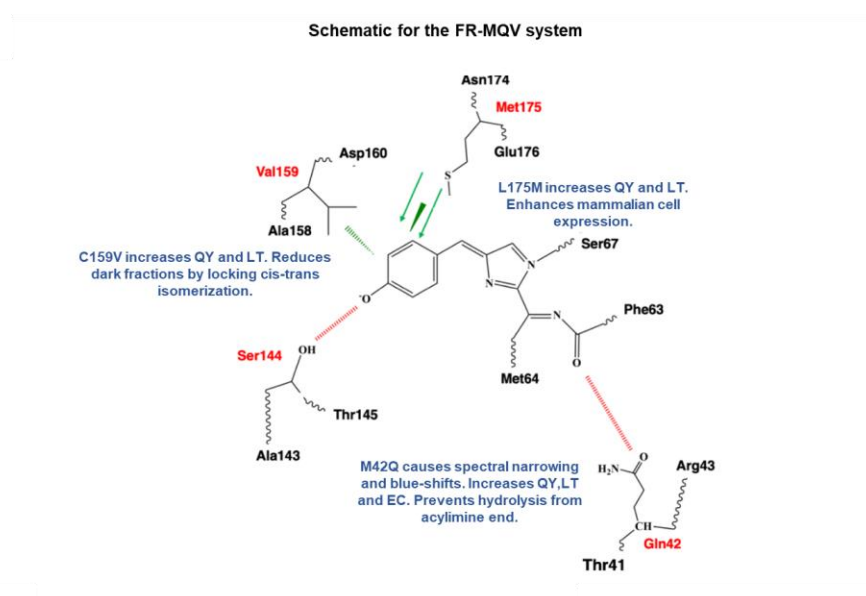 Schematic for the FR-MQV system
Asn174
Met175
Glu176
S
Asp160
Val159
Ala158
L175M increases QY and LT.
Enhances mammalian cell
expression.
Ser67
C159V increases QY and LT. Reduces
dark fractions by locking cis-trans
isomerization.
N
N
-O
N
Phe63
O
Met64
Ser144
OH
Thr145
Ala143
M42Q causes spectral narrowing
and blue-shifts. Increases QY,LT
and EC. Prevents hydrolysis from
acylimine end.
H₂N
O
Arg43
CH
Gln42
Thr41